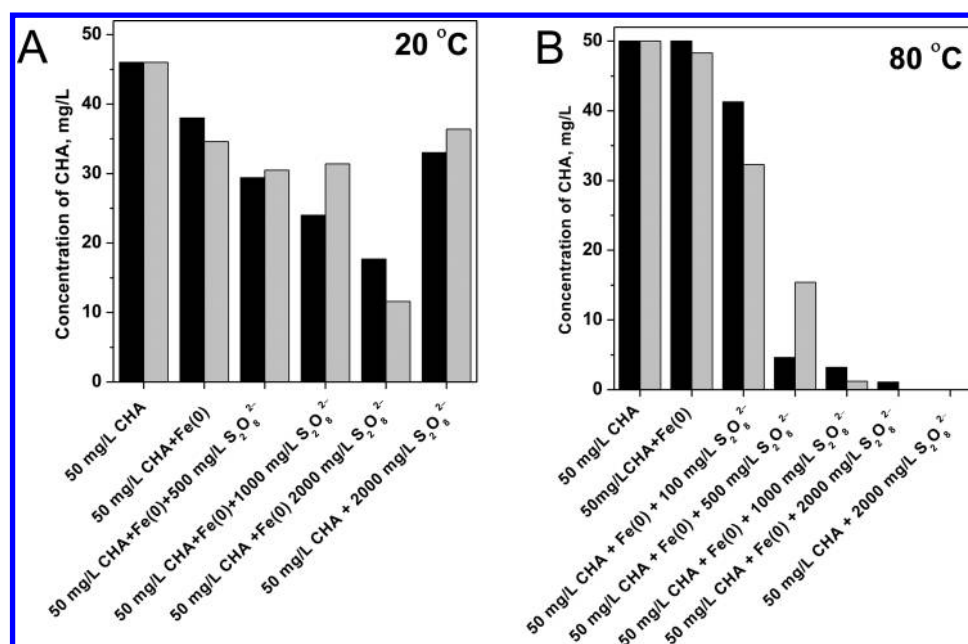 A
20 °C
Concentration of CHA, mg/L
50
40
30
20
10
0
50 mg/L CHA
50 mg/L CHA+Fe(0)
50 mg/L CHA+Fe(0)+500 mg/L S₂O₈²⁻
50 mg/L CHA+Fe(0)+1000 mg/L S₂O₈²⁻
50 mg/L CHA +Fe(0) 2000 mg/L S₂O₈²⁻
50 mg/L CHA + 2000 mg/L S₂O₈²⁻
B
80 °C
Concentration of CHA, mg/L
50
40
30
20
10
0
50 mg/L CHA
50mg/LCHA+Fe(0)
50 mg/L CHA + Fe(0) + 100 mg/L S₂O₈²⁻
50 mg/L CHA + Fe(0) + 500 mg/L S₂O₈²⁻
50 mg/L CHA + Fe(0) + 1000 mg/L S₂O₈²⁻
50 mg/L CHA + Fe(0) + 2000 mg/L S₂O₈²⁻
50 mg/L CHA + 2000 mg/L S₂O₈²⁻